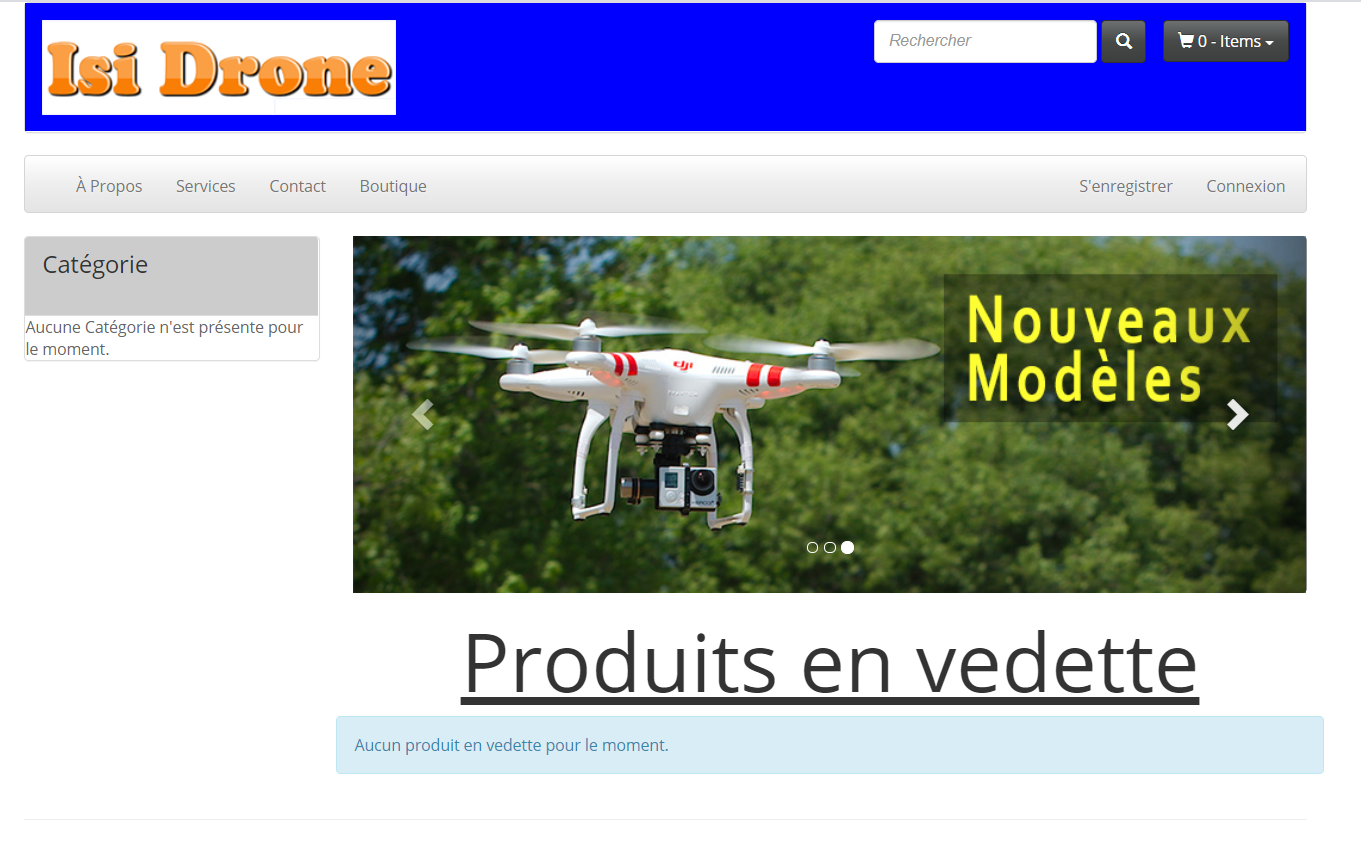 Isi Drone
Rechercher
0 - Items
À Propos
Services
Contact
Boutique
S'enregistrer
Connexion
Catégorie
Aucune Catégorie n'est présente pour
le moment.
Nouveaux
Modèles
dji
Produits en vedette
Aucun produit en vedette pour le moment.